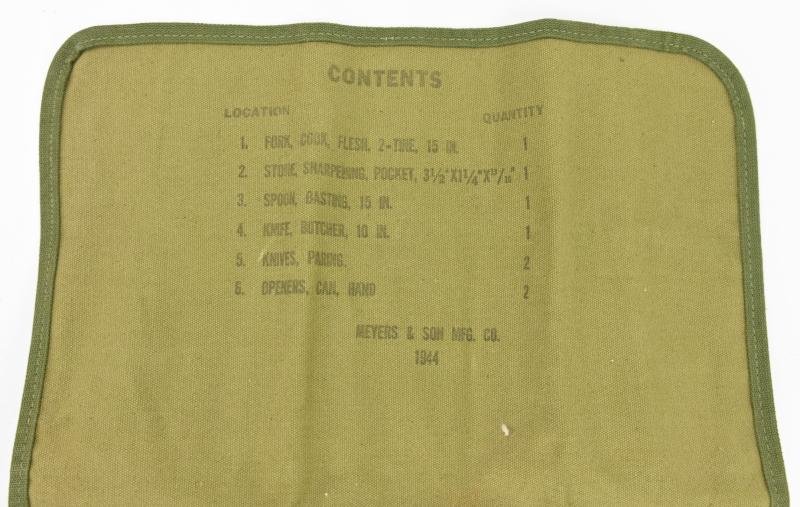 CONTENTS
LOCATION QUANTITY
1. FORK, COOK, FLESH, 2-TINE, 15 IN. 1
2. STONE, SHARPENING, POCKET, 3½"X1¼"X 1
3. SPOON, BASTING, 15 IN. 1
4. KNIFE, BUTCHER, 10 IN. 1
5. KNIVES, PARING. 2
6. OPENERS, CAN, HAND 2
MEYERS & SON MFG. CO.
1944